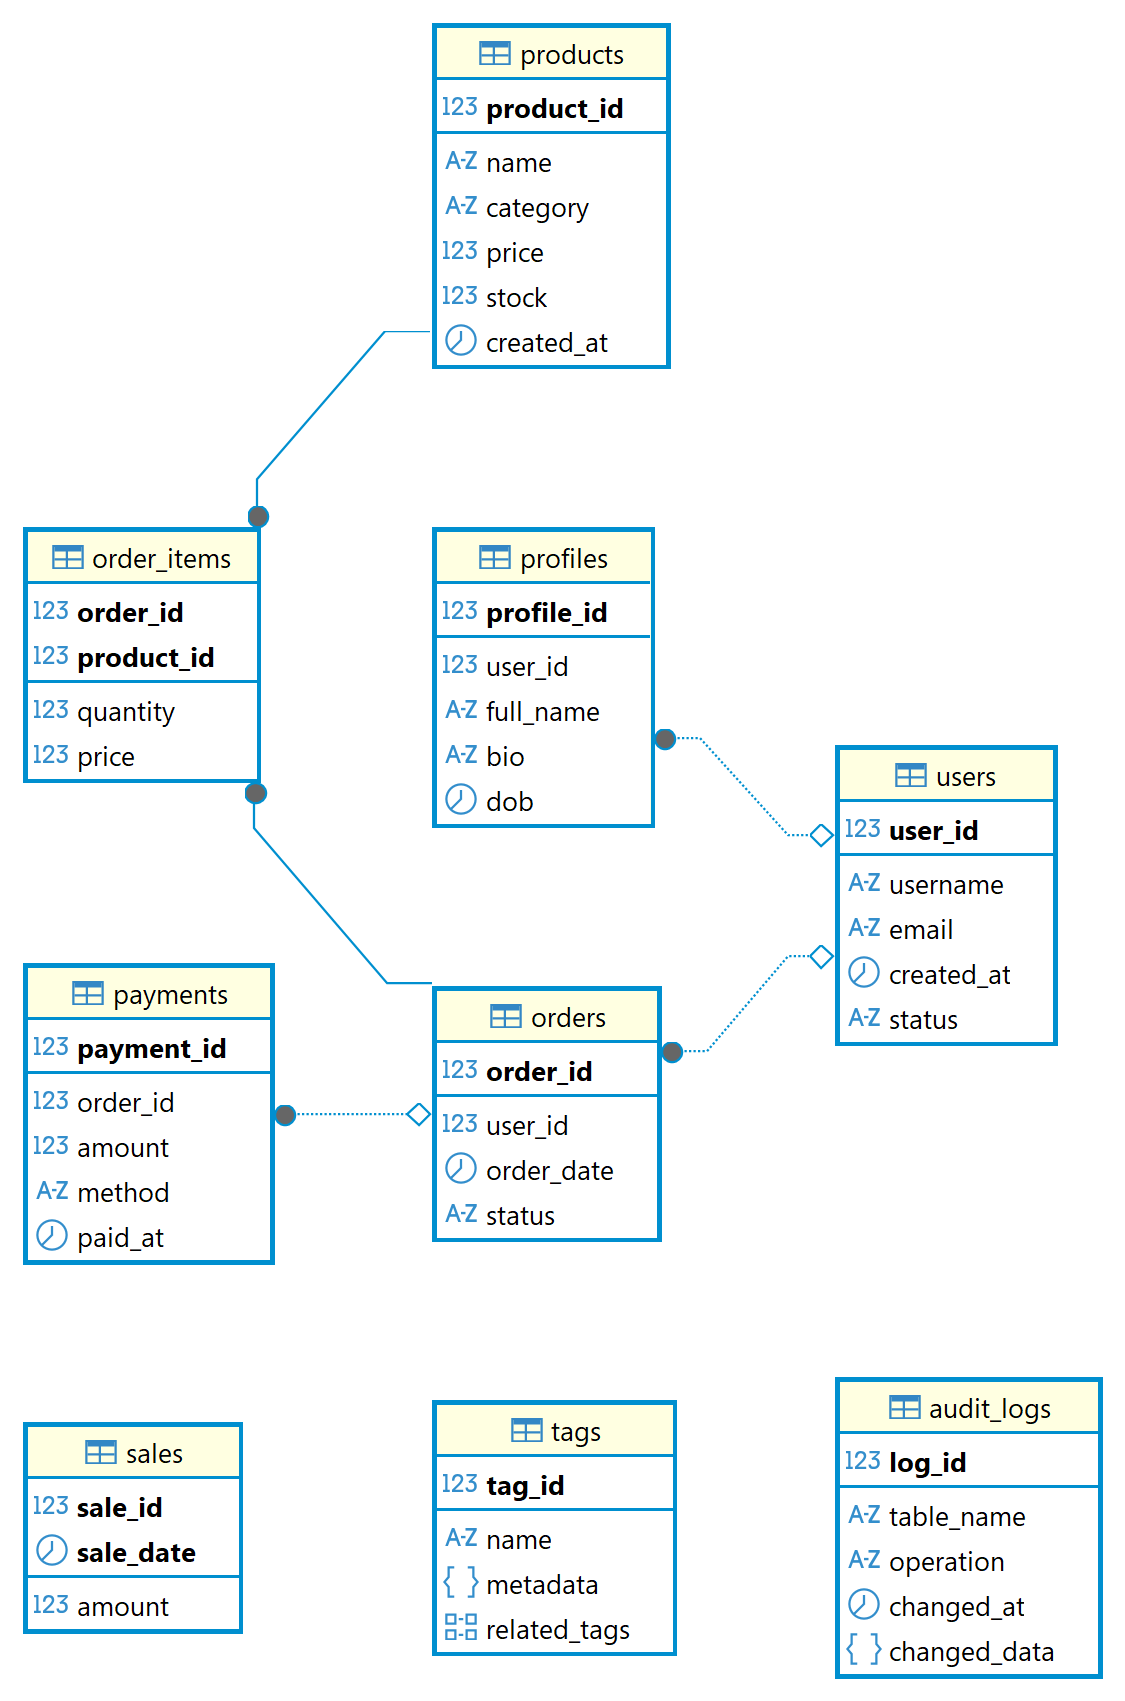 products
123 product_id
A-Z name
A-Z category
123 price
123 stock
created_at
order_items
123 order_id
123 product_id
123 quantity
123 price
profiles
123 profile_id
123 user_id
A-Z full_name
A-Z bio
dob
users
123 user_id
A-Z username
A-Z email
created_at
A-Z status
payments
123 payment_id
123 order_id
123 amount
A-Z method
paid_at
orders
123 order_id
123 user_id
order_date
A-Z status
sales
123 sale_id
sale_date
123 amount
tags
123 tag_id
A-Z name
{ } metadata
related_tags
audit_logs
123 log_id
A-Z table_name
A-Z operation
changed_at
{ } changed_data